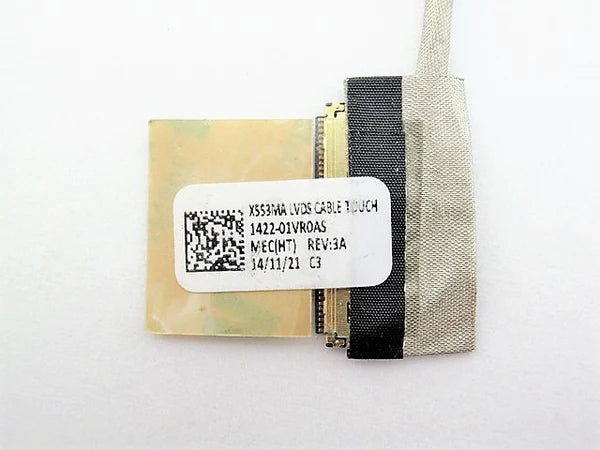 X553MA LVDS CABLE TOUCH
1422-01VR0AS
MEC(HT) REV:3A
14/11/21 C3